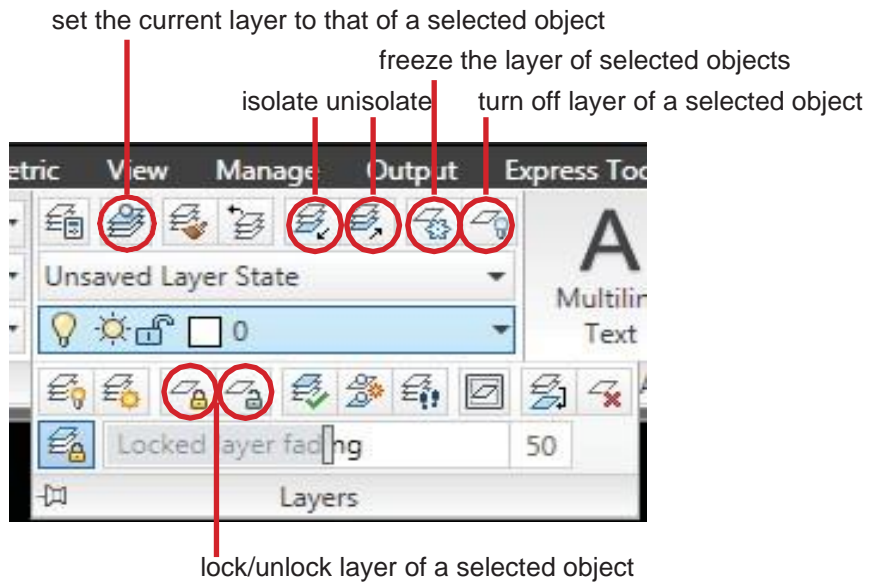 set the current layer to that of a selected object
freeze the layer of selected objects
isolate unisolate turn off layer of a selected object
etric View Manage Output Express Too
Unsaved Layer State
A
Multilin
Text
0
Locked layer fading 50
Layers
lock/unlock layer of a selected object